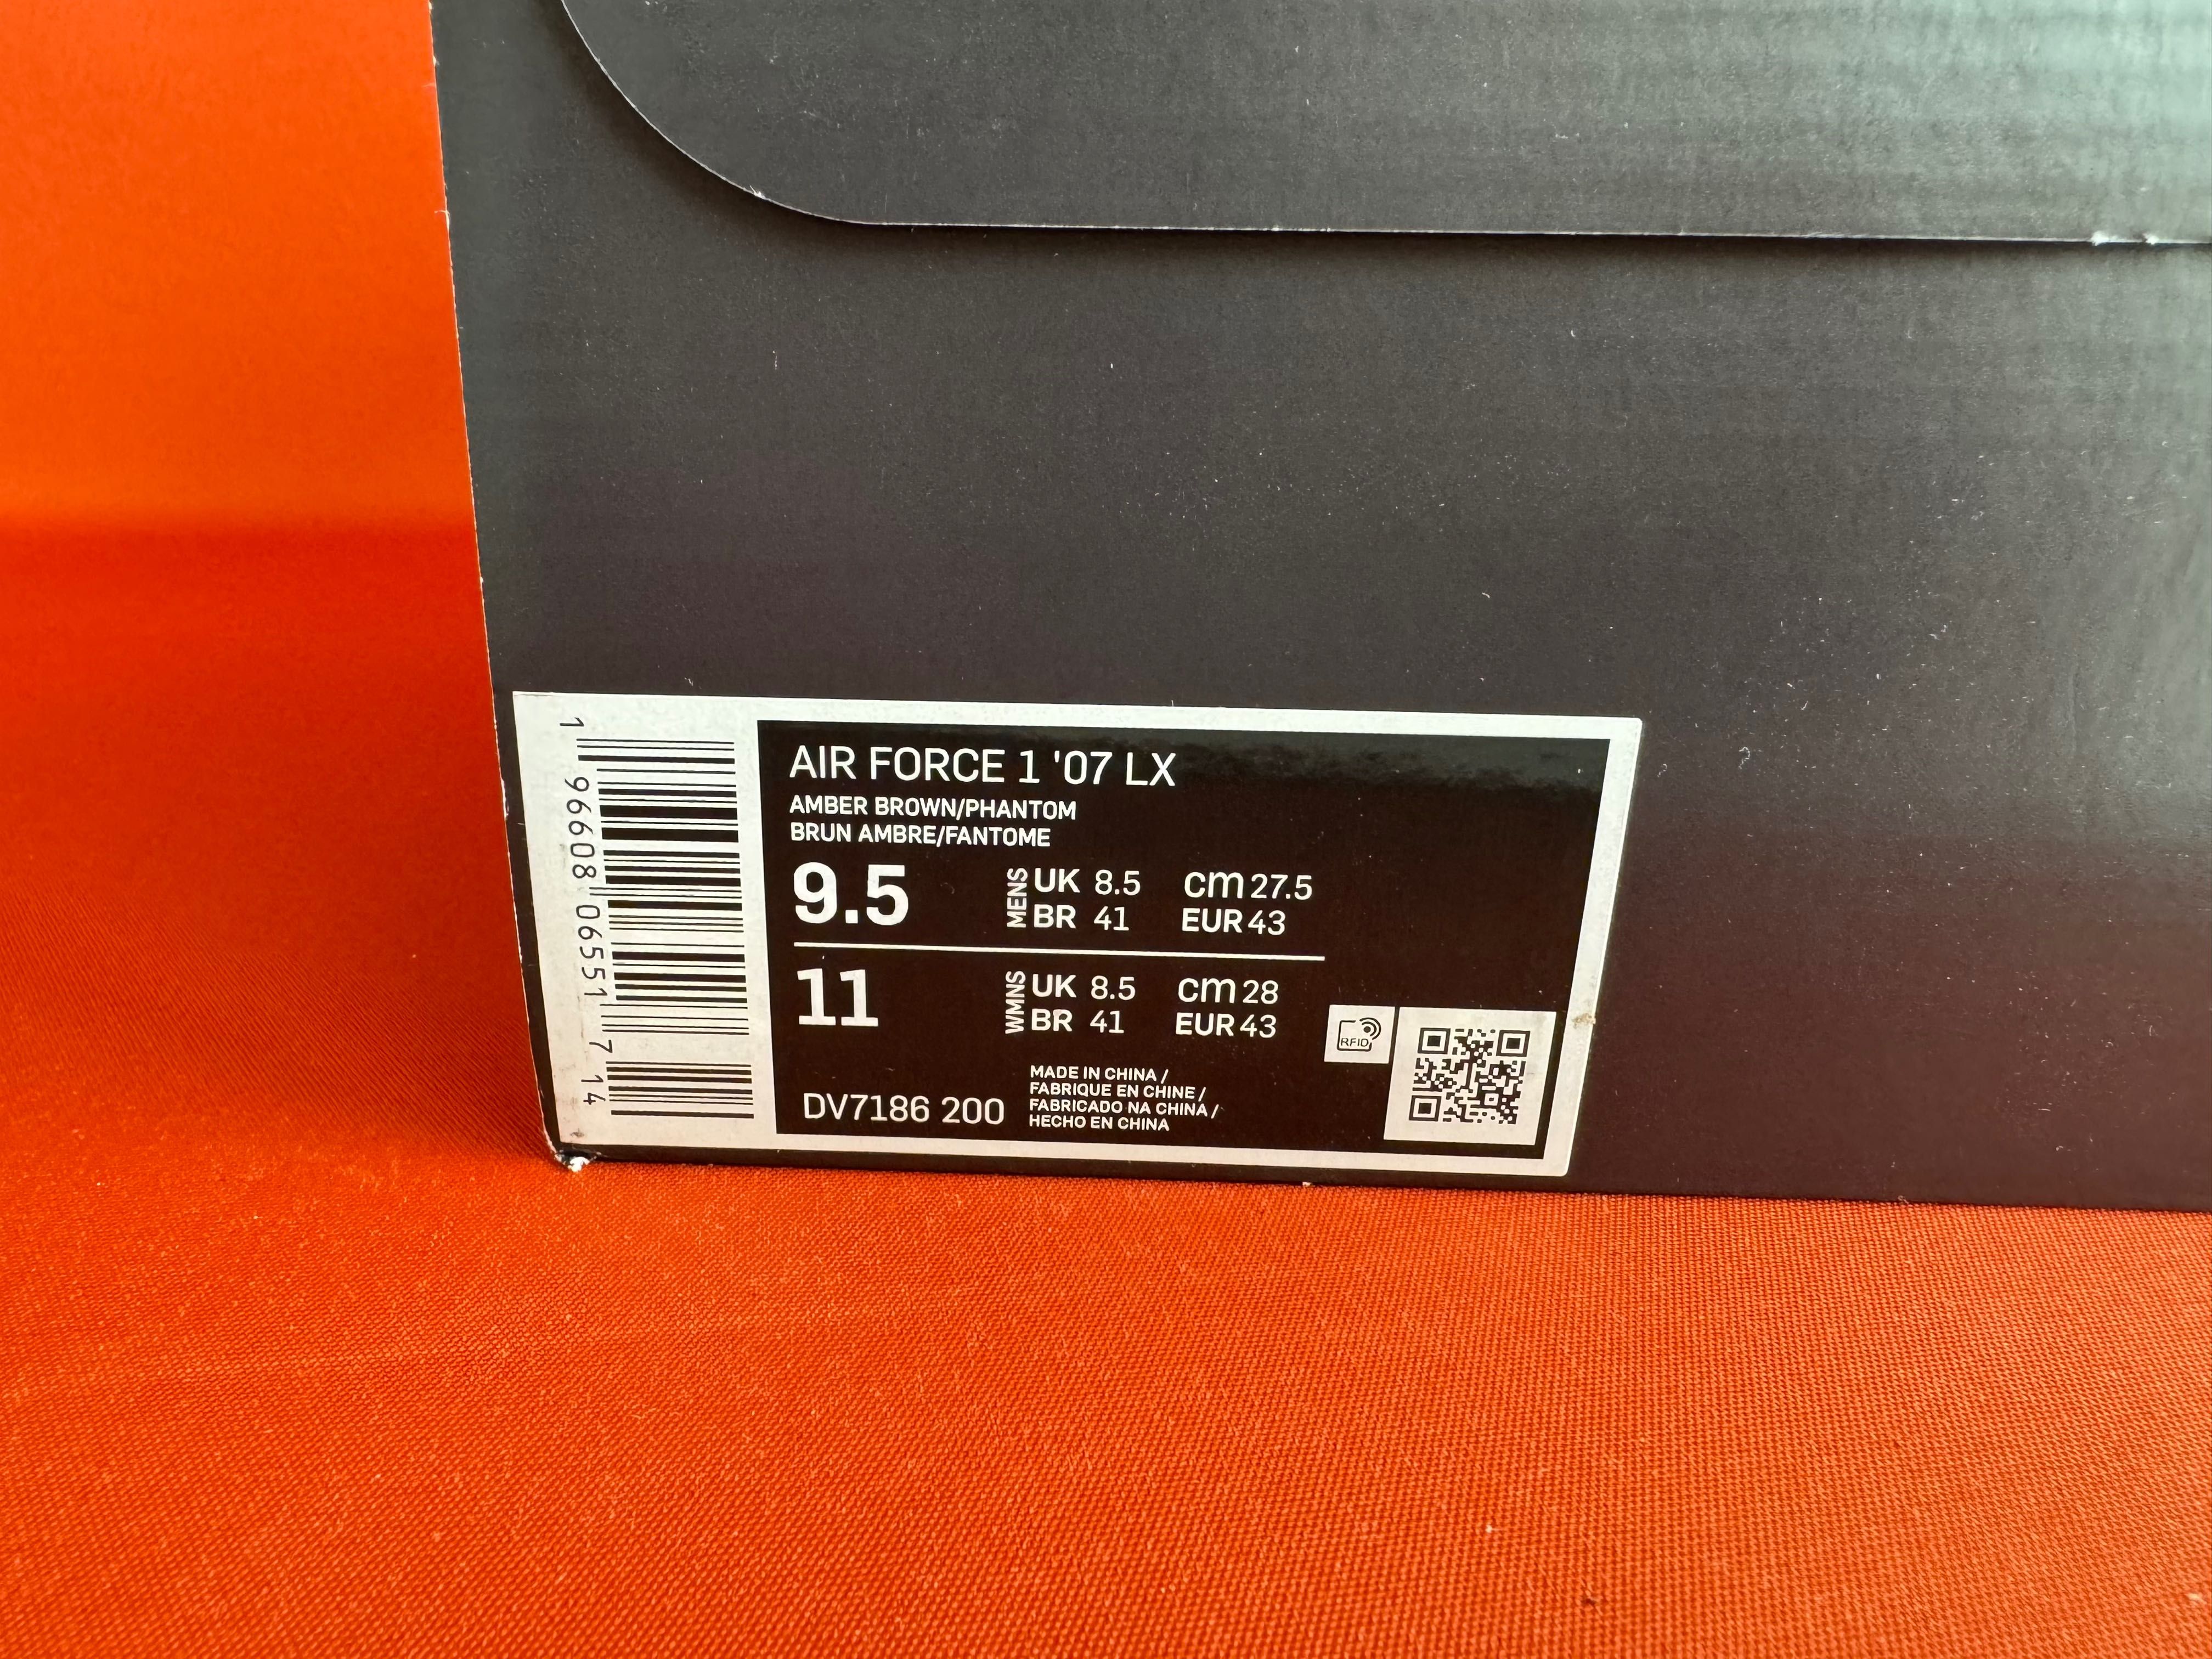 1 96608 06551 7 14
AIR FORCE 1 '07 LX
AMBER BROWN/PHANTOM
BRUN AMBRE/FANTOME
9.5 MENS UK 8.5 cm 27.5
BR 41 EUR 43
11 WMNS UK 8.5 cm 28
BR 41 EUR 43
RFID
DV7186 200
MADE IN CHINA /
FABRIQUE EN CHINE /
FABRICADO NA CHINA /
HECHO EN CHINA